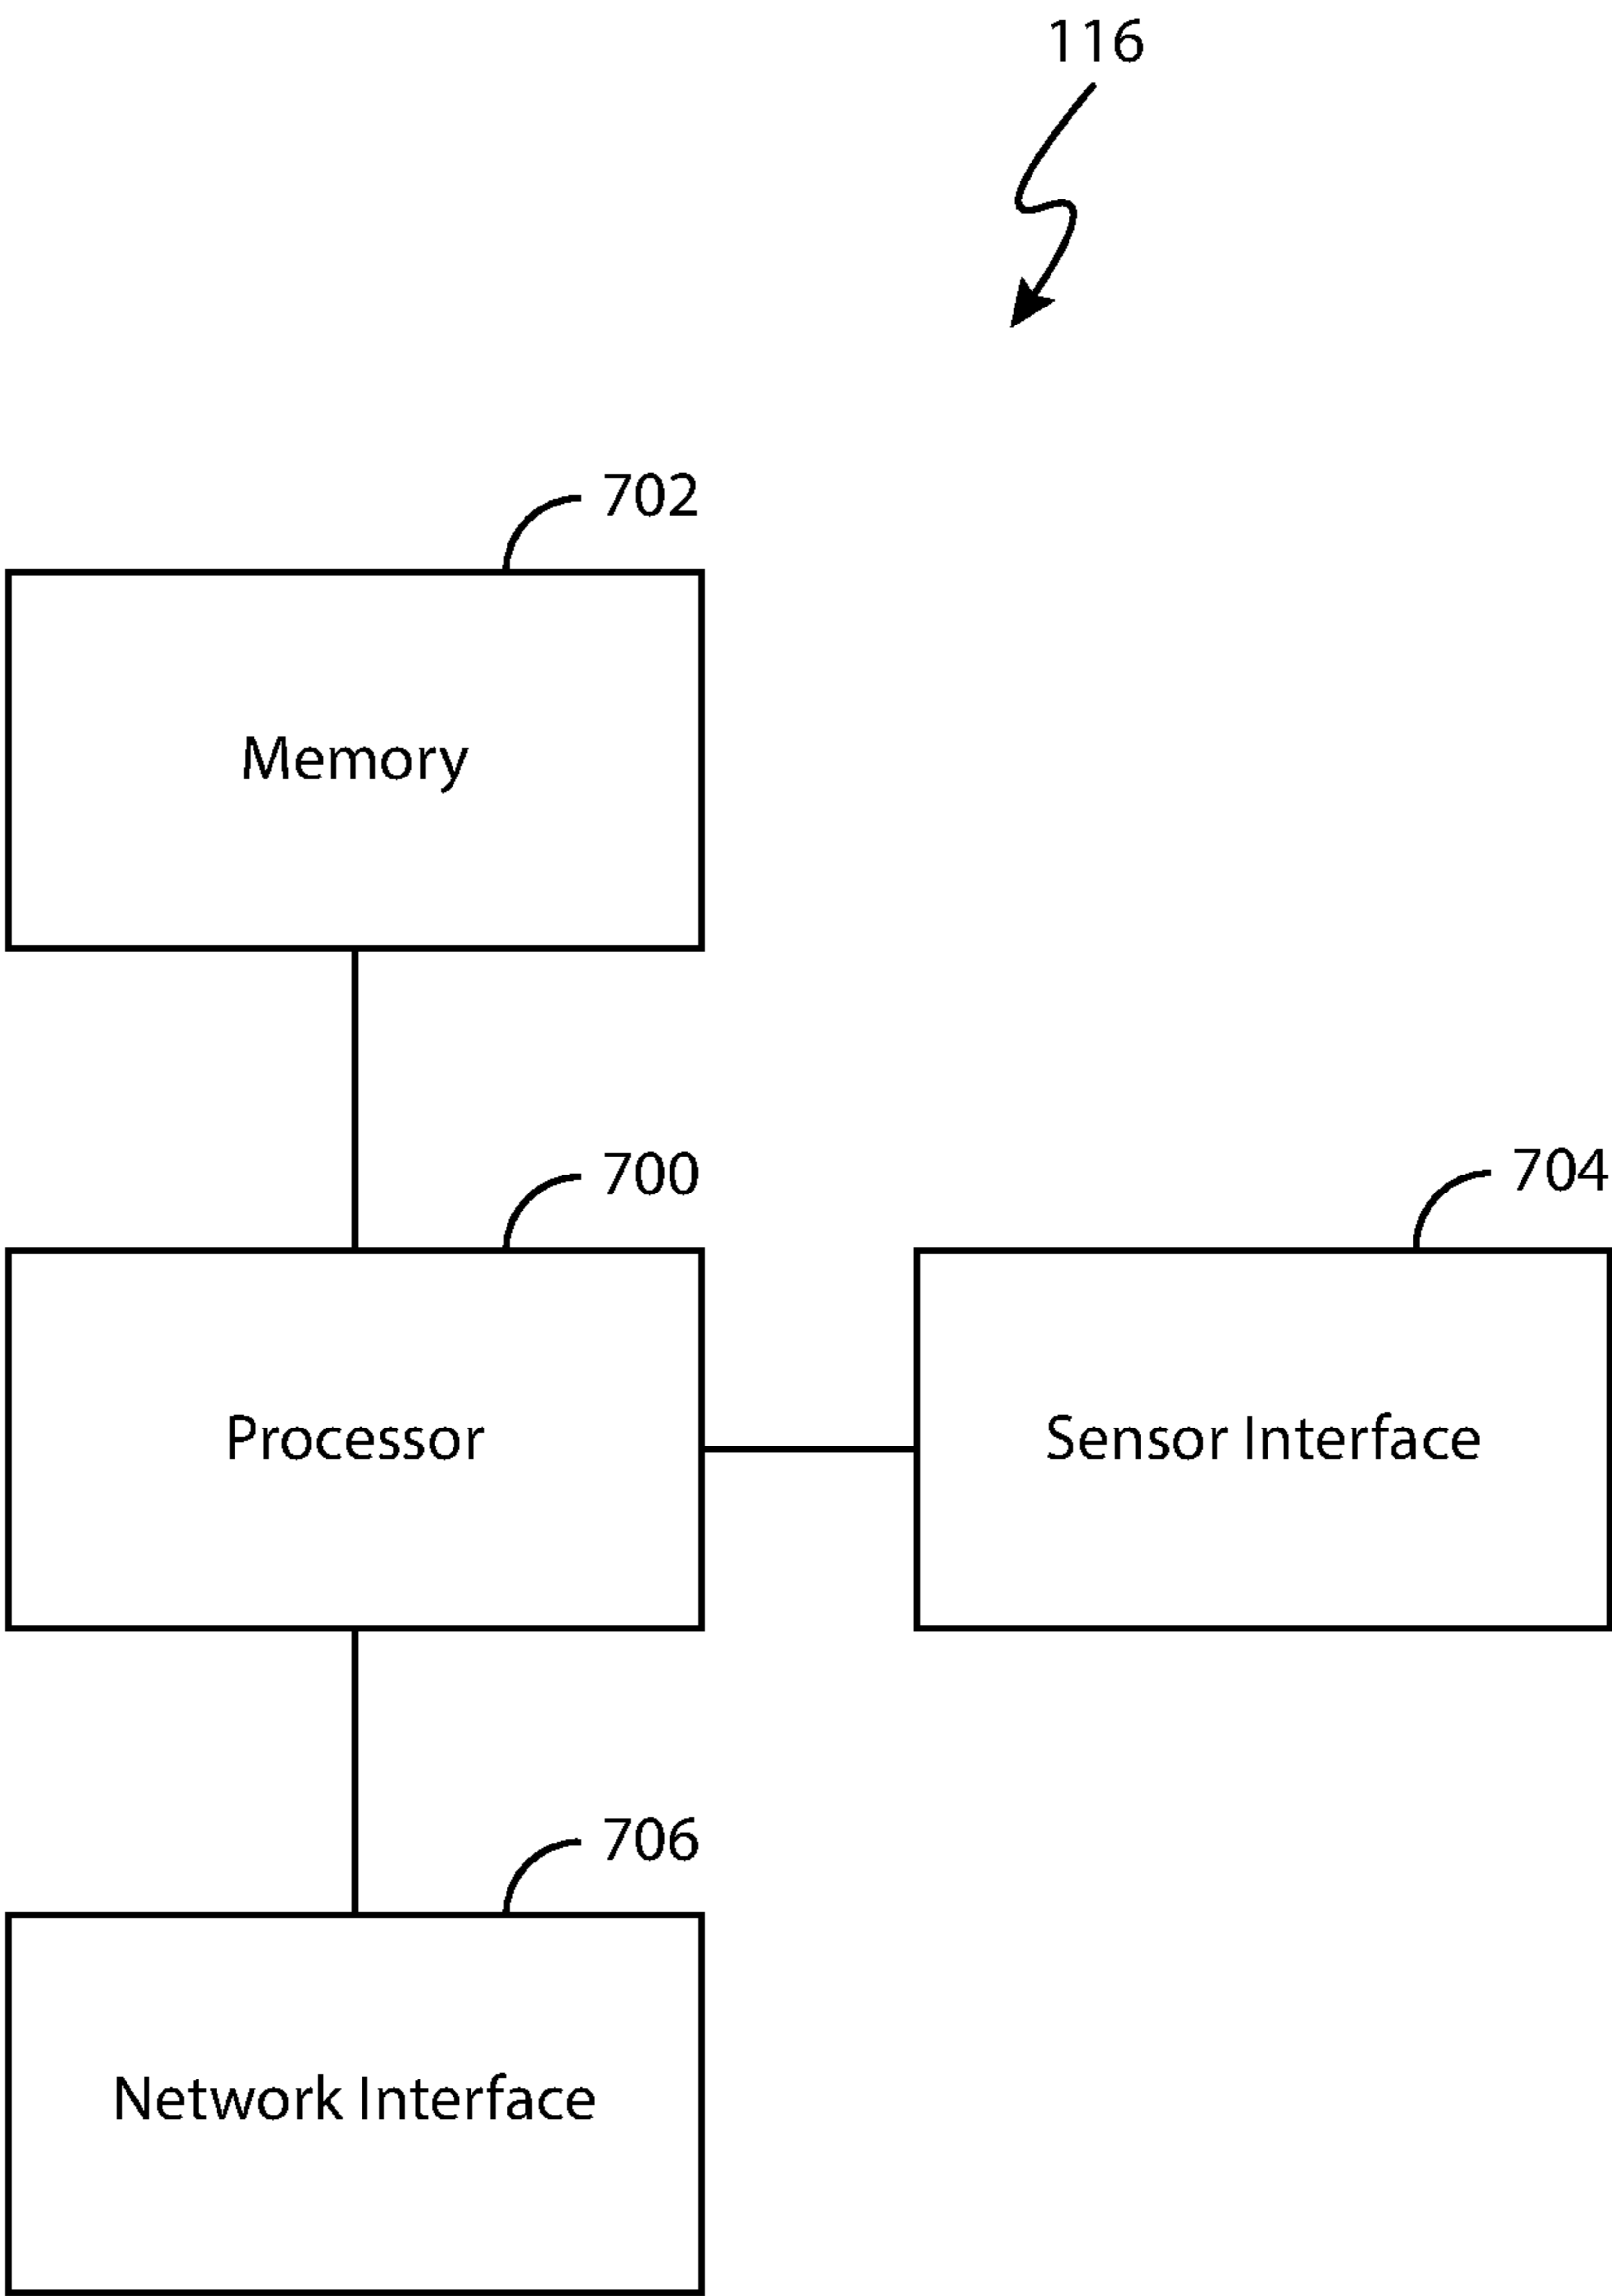 116
702
Memory
700
704
Processor
Sensor Interface
706
Network Interface